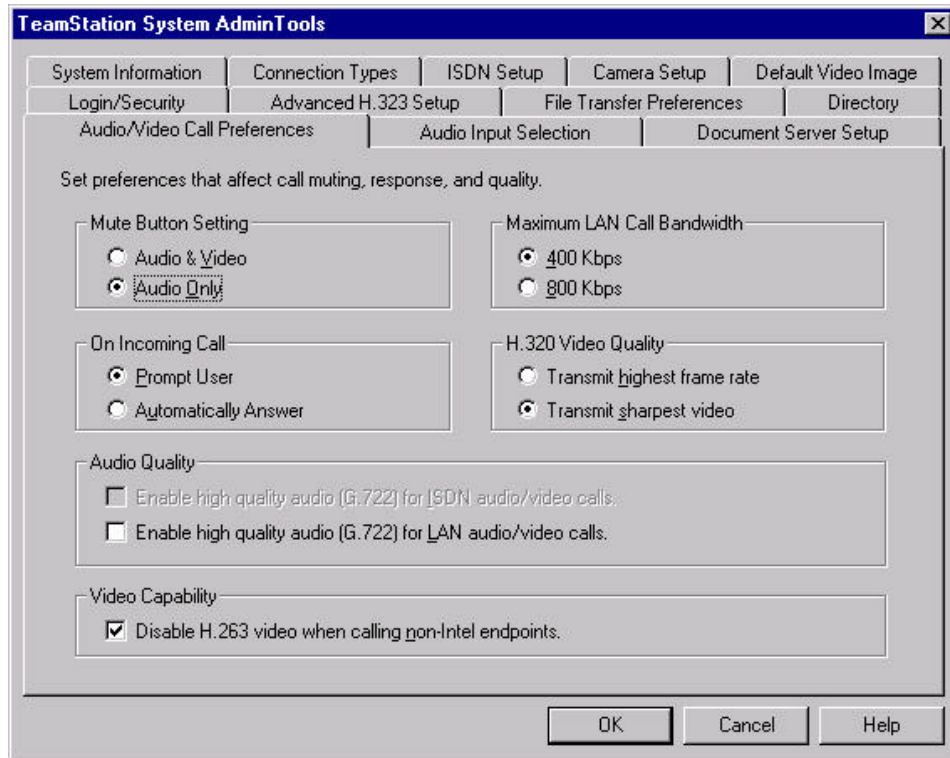 TeamStation System AdminTools
System Information
Connection Types
ISDN Setup
Camera Setup
Default Video Image
Login/Security
Advanced H.323 Setup
File Transfer Preferences
Directory
Audio/Video Call Preferences
Audio Input Selection
Document Server Setup
Set preferences that affect call muting, response, and quality.
Mute Button Setting
Audio & Video
Audio Only
Maximum LAN Call Bandwidth
400 Kbps
800 Kbps
On Incoming Call
Prompt User
Automatically Answer
H.320 Video Quality
Transmit highest frame rate
Transmit sharpest video
Audio Quality
Enable high quality audio (G.722) for ISDN audio/video calls.
Enable high quality audio (G.722) for LAN audio/video calls.
Video Capability
Disable H.263 video when calling non-Intel endpoints.
OK
Cancel
Help